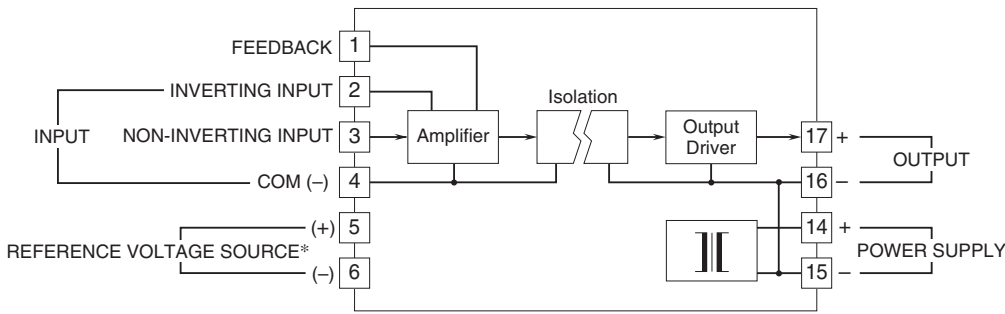 FEEDBACK 1
INVERTING INPUT 2
Isolation
INPUT
NON-INVERTING INPUT 3
Amplifier
Output
Driver
17 +
OUTPUT
COM (–) 4
16 –
(+) 5
14 +
REFERENCE VOLTAGE SOURCE*
POWER SUPPLY
(–) 6
15 –